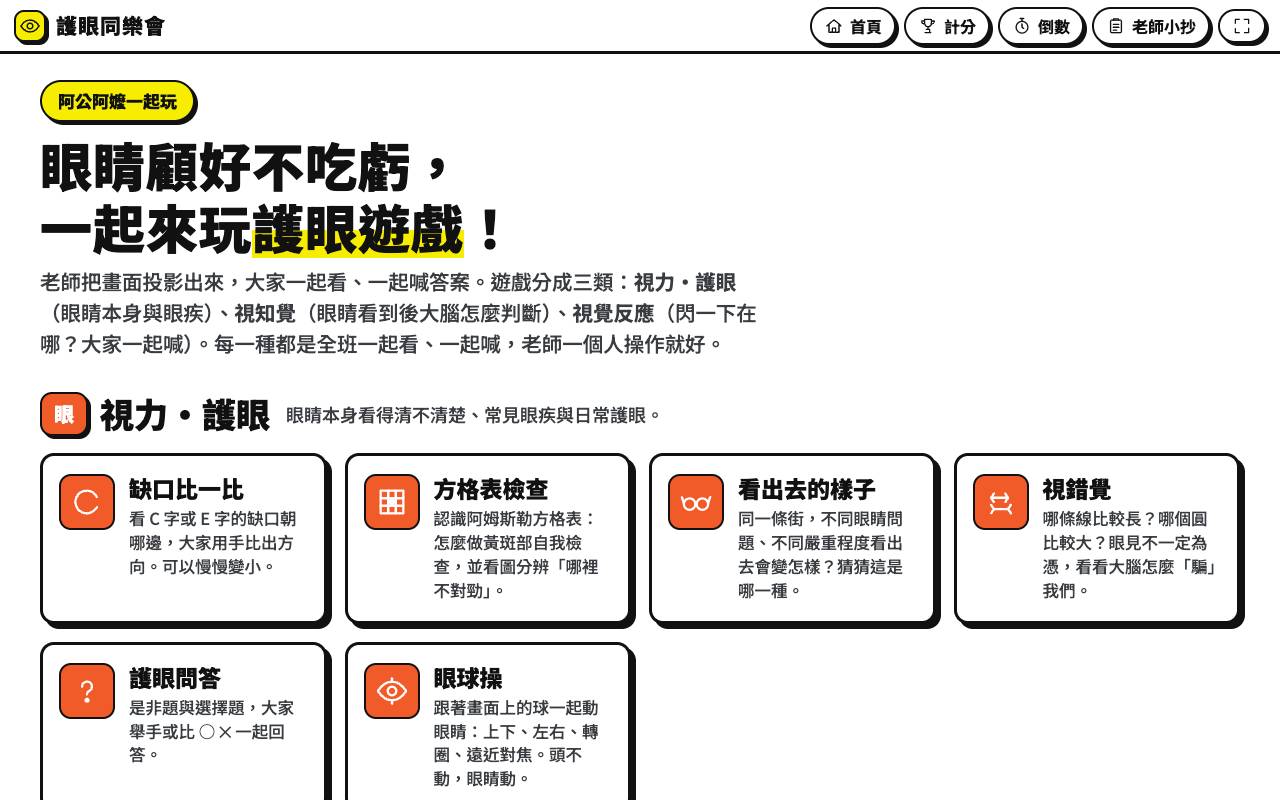 護眼同樂會
首頁
計分
倒數
老師小抄
阿公阿嬤一起玩
眼睛顧好不吃虧，
一起來玩護眼遊戲！
老師把畫面投影出來，大家一起看、一起喊答案。遊戲分成三類：視力・護眼
（眼睛本身與眼疾）、視知覺（眼睛看到後大腦怎麼判斷）、視覺反應（閃一下在
哪？大家一起喊）。每一種都是全班一起看、一起喊，老師一個人操作就好。
眼
視力・護眼
眼睛本身看得清不清楚、常見眼疾與日常護眼。
缺口比一比
看 C 字或 E 字的缺口朝
哪邊，大家用手比出方
向。可以慢慢變小。
方格表檢查
認識阿姆斯勒方格表：
怎麼做黃斑部自我檢
查，並看圖分辨「哪裡
不對勁」。
看出去的樣子
同一條街，不同眼睛問
題、不同嚴重程度看出
去會變怎樣？猜猜這是
哪一種。
視錯覺
哪條線比較長？哪個圓
比較大？眼見不一定為
憑，看看大腦怎麼「騙」
我們。
護眼問答
是非題與選擇題，大家
舉手或比 ○ ✕ 一起回
答。
眼球操
跟著畫面上的球一起動
眼睛：上下、左右、轉
圈、遠近對焦。頭不
動，眼睛動。